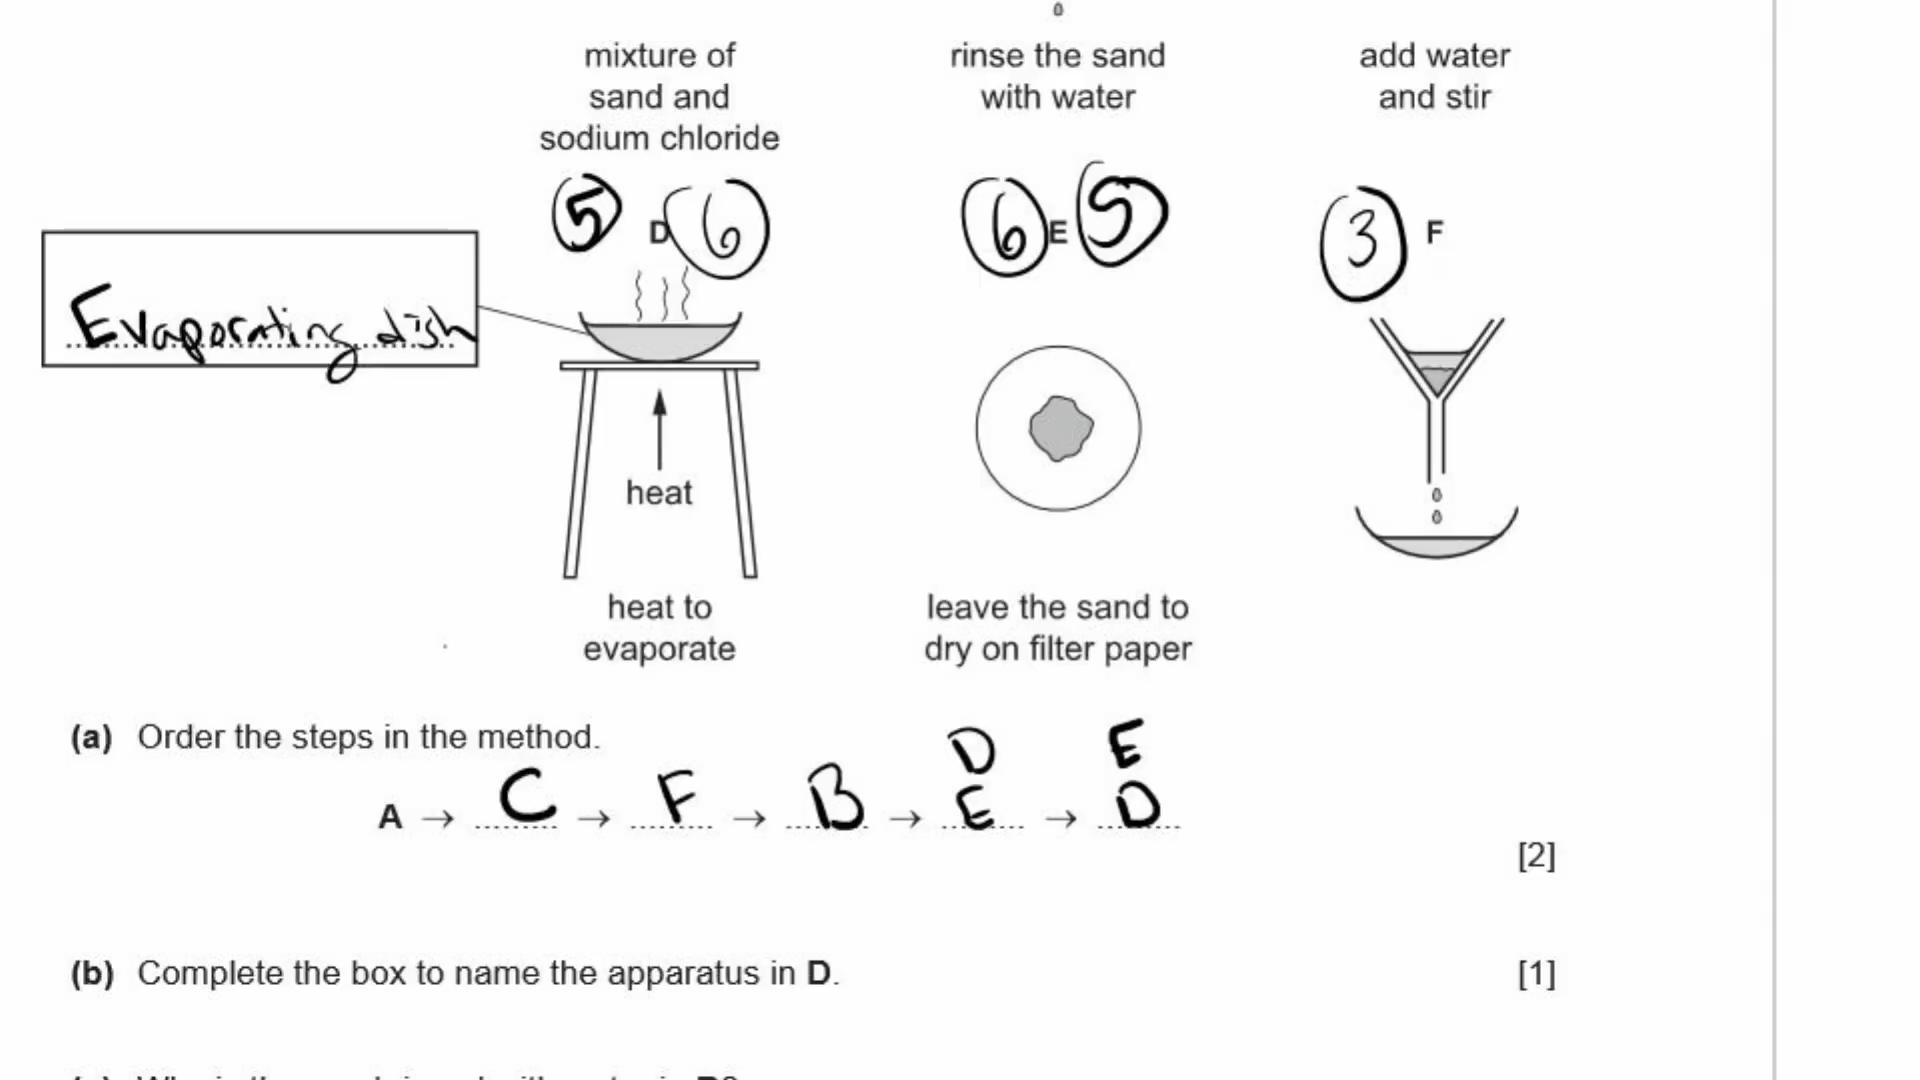 mixture of
sand and
sodium chloride
rinse the sand
with water
add water
and stir
5 D 6
6 E 5
3 F
Evaporating dish
heat
heat to
evaporate
leave the sand to
dry on filter paper
(a) Order the steps in the method.
D E
A → C → F → B → E → D
[2]
(b) Complete the box to name the apparatus in D.
[1]